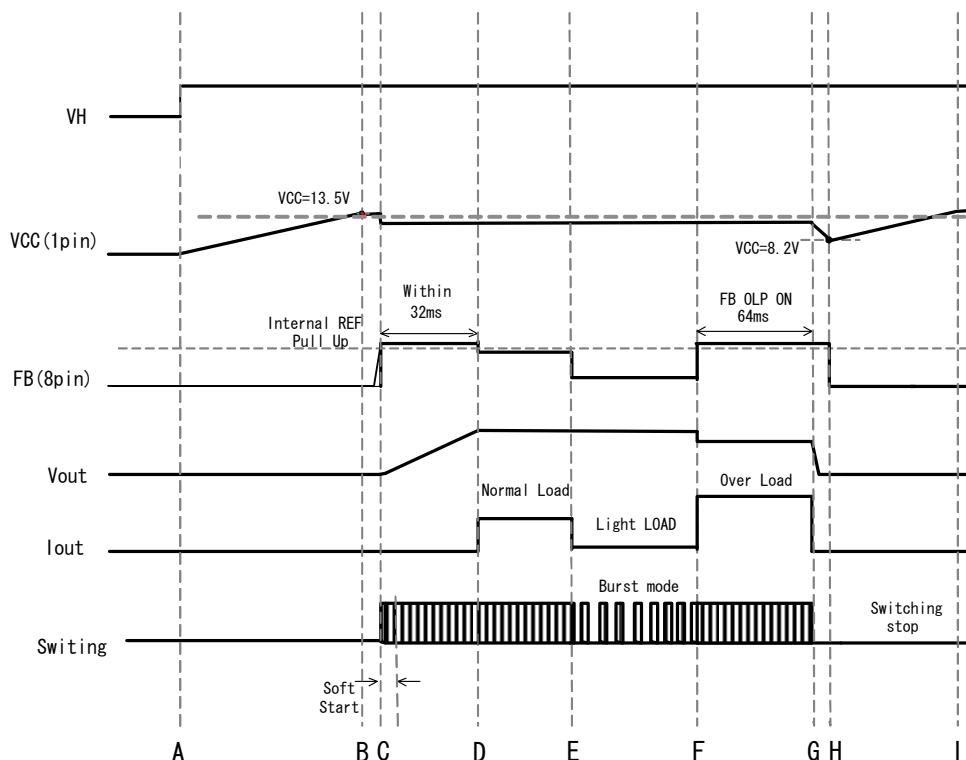 VH
VCC=13.5V
VCC(1pin)
VCC=8.2V
Within
32ms
FB OLP ON
64ms
Internal REF
Pull Up
FB(8pin)
Vout
Normal Load
Over Load
Light LOAD
Iout
Burst mode
Switing
Switching
stop
Soft
Start
A B C D E F G H I